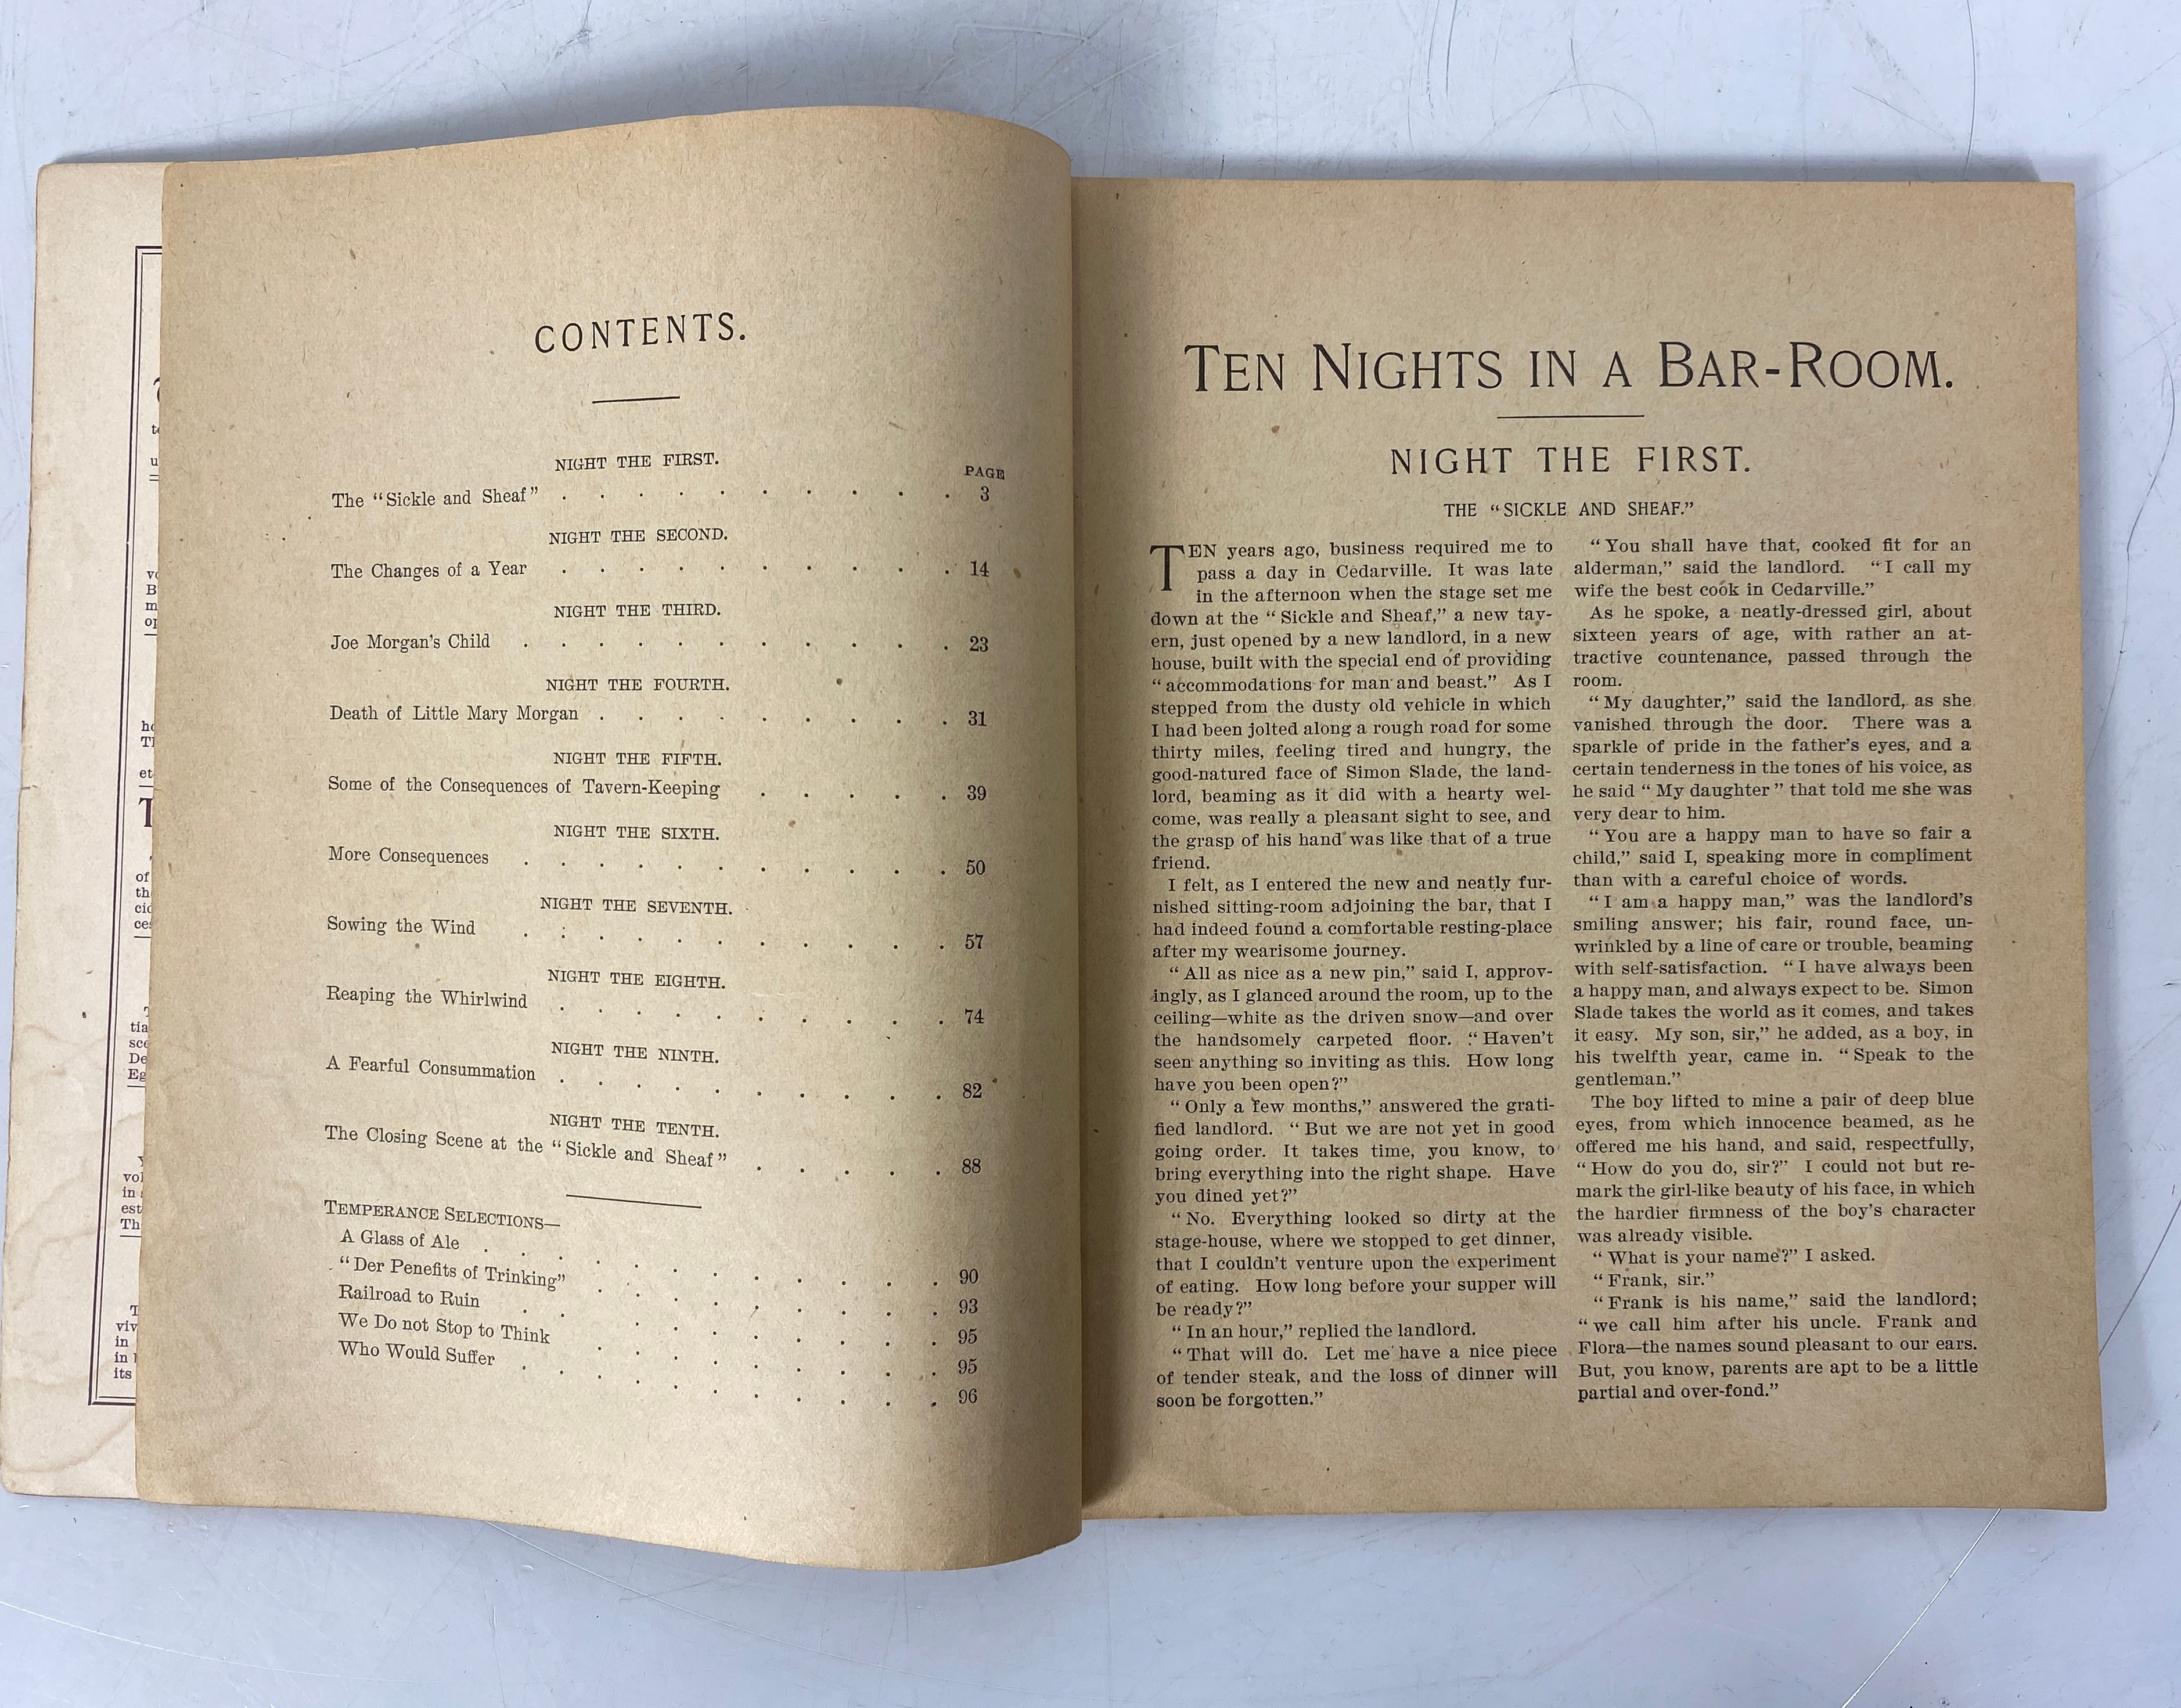 CONTENTS.
NIGHT THE FIRST.
PAGE
The “Sickle and Sheaf” . . . . . . . . . . 3
NIGHT THE SECOND.
The Changes of a Year . . . . . . . . . 14
NIGHT THE THIRD.
Joe Morgan's Child . . . . . . . . . . 23
NIGHT THE FOURTH.
Death of Little Mary Morgan . . . . . . . . 31
NIGHT THE FIFTH.
Some of the Consequences of Tavern-Keeping . . . . . 39
NIGHT THE SIXTH.
More Consequences . . . . . . . . . . 50
NIGHT THE SEVENTH.
Sowing the Wind . . . . . . . . . . 57
NIGHT THE EIGHTH.
Reaping the Whirlwind . . . . . . . . . 74
NIGHT THE NINTH.
A Fearful Consummation . . . . . . . . . 82
NIGHT THE TENTH.
The Closing Scene at the “Sickle and Sheaf” . . . . . 88
TEMPERANCE SELECTIONS—
A Glass of Ale . . . . . . . . . . 90
“Der Penefits of Trinking” . . . . . . . . 93
Railroad to Ruin . . . . . . . . . . 95
We Do not Stop to Think . . . . . . . . 95
Who Would Suffer . . . . . . . . . . 96
TEN NIGHTS IN A BAR-ROOM.
NIGHT THE FIRST.
THE “SICKLE AND SHEAF.”
TEN years ago, business required me to
pass a day in Cedarville. It was late
in the afternoon when the stage set me
down at the “Sickle and Sheaf,” a new tav-
ern, just opened by a new landlord, in a new
house, built with the special end of providing
“accommodations for man and beast.” As I
stepped from the dusty old vehicle in which
I had been jolted along a rough road for some
thirty miles, feeling tired and hungry, the
good-natured face of Simon Slade, the land-
lord, beaming as it did with a hearty wel-
come, was really a pleasant sight to see, and
the grasp of his hand was like that of a true
friend.
I felt, as I entered the new and neatly fur-
nished sitting-room adjoining the bar, that I
had indeed found a comfortable resting-place
after my wearisome journey.
“All as nice as a new pin,” said I, approv-
ingly, as I glanced around the room, up to the
ceiling—white as the driven snow—and over
the handsomely carpeted floor. “Haven't
seen anything so inviting as this. How long
have you been open?”
“Only a few months,” answered the grati-
fied landlord. “But we are not yet in good
going order. It takes time, you know, to
bring everything into the right shape. Have
you dined yet?”
“No. Everything looked so dirty at the
stage-house, where we stopped to get dinner,
that I couldn't venture upon the experiment
of eating. How long before your supper will
be ready?”
“In an hour,” replied the landlord.
“That will do. Let me have a nice piece
of tender steak, and the loss of dinner will
soon be forgotten.”
“You shall have that, cooked fit for an
alderman,” said the landlord. “I call my
wife the best cook in Cedarville.”
As he spoke, a neatly-dressed girl, about
sixteen years of age, with rather an at-
tractive countenance, passed through the
room.
“My daughter,” said the landlord, as she
vanished through the door. There was a
sparkle of pride in the father's eyes, and a
certain tenderness in the tones of his voice, as
he said “My daughter” that told me she was
very dear to him.
“You are a happy man to have so fair a
child,” said I, speaking more in compliment
than with a careful choice of words.
“I am a happy man,” was the landlord's
smiling answer; his fair, round face, un-
wrinkled by a line of care or trouble, beaming
with self-satisfaction. “I have always been
a happy man, and always expect to be. Simon
Slade takes the world as it comes, and takes
it easy. My son, sir,” he added, as a boy, in
his twelfth year, came in. “Speak to the
gentleman.”
The boy lifted to mine a pair of deep blue
eyes, from which innocence beamed, as he
offered me his hand, and said, respectfully,
“How do you do, sir?” I could not but re-
mark the girl-like beauty of his face, in which
the hardier firmness of the boy's character
was already visible.
“What is your name?” I asked.
“Frank, sir.”
“Frank is his name,” said the landlord;
“we call him after his uncle. Frank and
Flora—the names sound pleasant to our ears.
But, you know, parents are apt to be a little
partial and over-fond.”